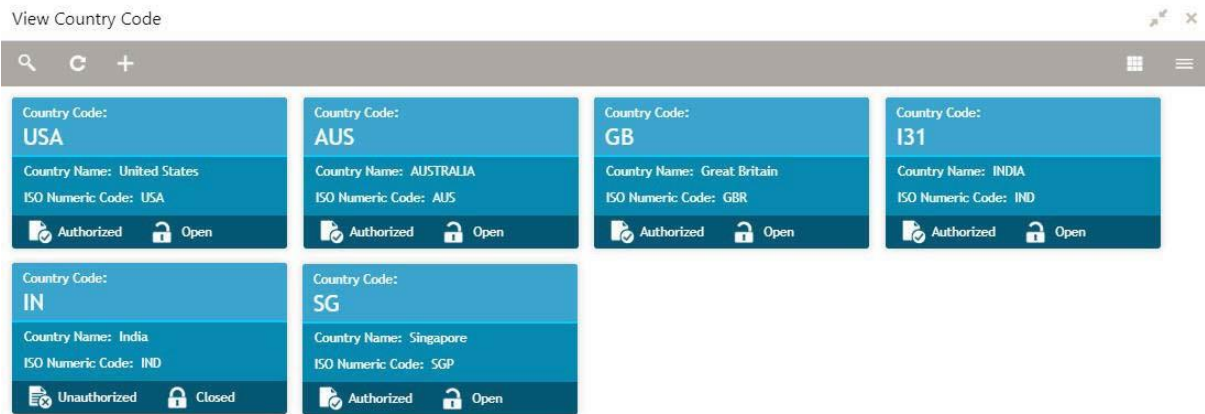 View Country Code
Country Code:
USA
Country Name: United States
ISO Numeric Code: USA
Authorized Open
Country Code:
AUS
Country Name: AUSTRALIA
ISO Numeric Code: AUS
Authorized Open
Country Code:
GB
Country Name: Great Britain
ISO Numeric Code: GBR
Authorized Open
Country Code:
I31
Country Name: INDIA
ISO Numeric Code: IND
Authorized Open
Country Code:
IN
Country Name: India
ISO Numeric Code: IND
Unauthorized Closed
Country Code:
SG
Country Name: Singapore
ISO Numeric Code: SGP
Authorized Open